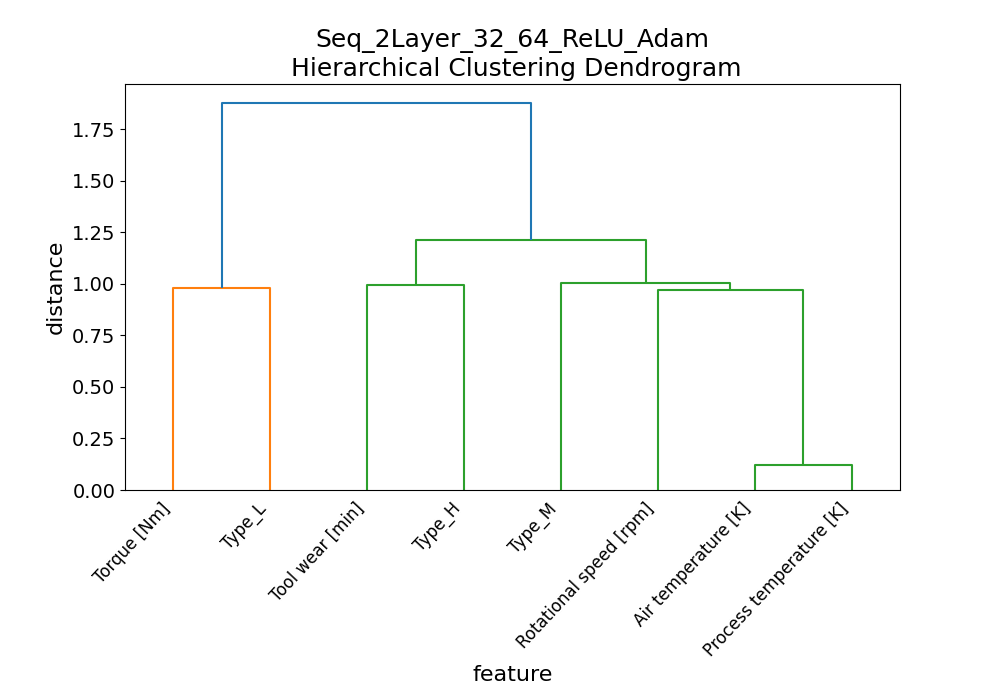 Seq_2Layer_32_64_ReLU_Adam
Hierarchical Clustering Dendrogram
1.75
1.50
1.25
1.00
0.75
0.50
0.25
0.00
distance
Torque [Nm]
Type_L
Tool wear [min]
Type_H
Type_M
Rotational speed [rpm]
Air temperature [K]
Process temperature [K]
feature